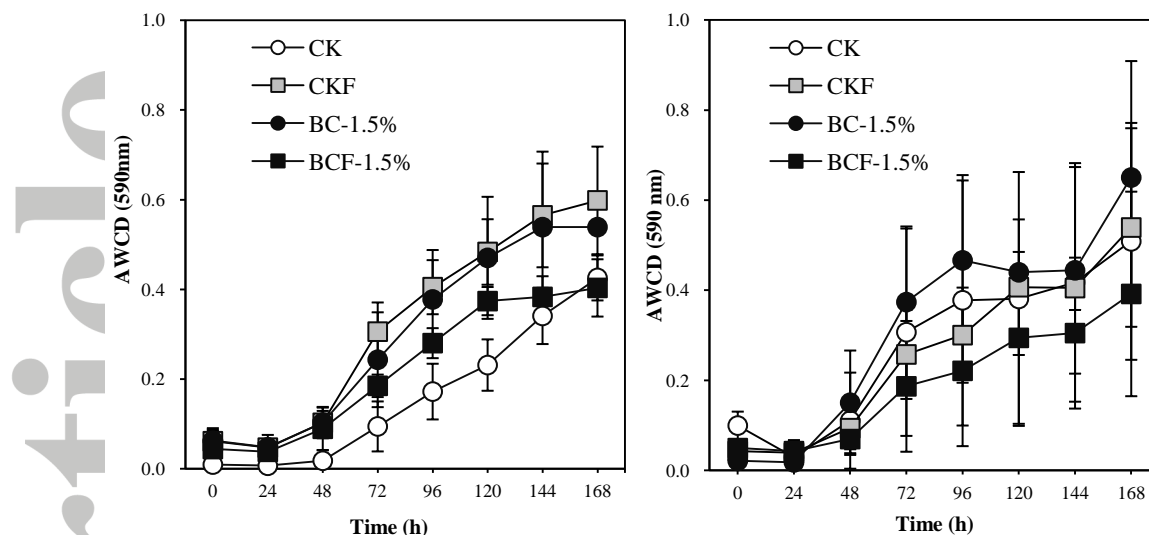 1.0
CK
CKF
BC-1.5%
BCF-1.5%
0.8
0.6
0.4
0.2
0.0
AWCD (590nm)
0 24 48 72 96 120 144 168
Time (h)
1.0
CK
CKF
BC-1.5%
BCF-1.5%
0.8
0.6
0.4
0.2
0.0
AWCD (590 nm)
0 24 48 72 96 120 144 168
Time (h)
rticle